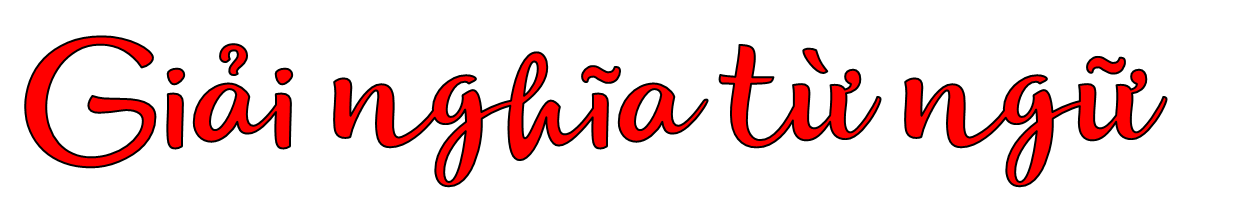 Giải nghĩa từ ngữ